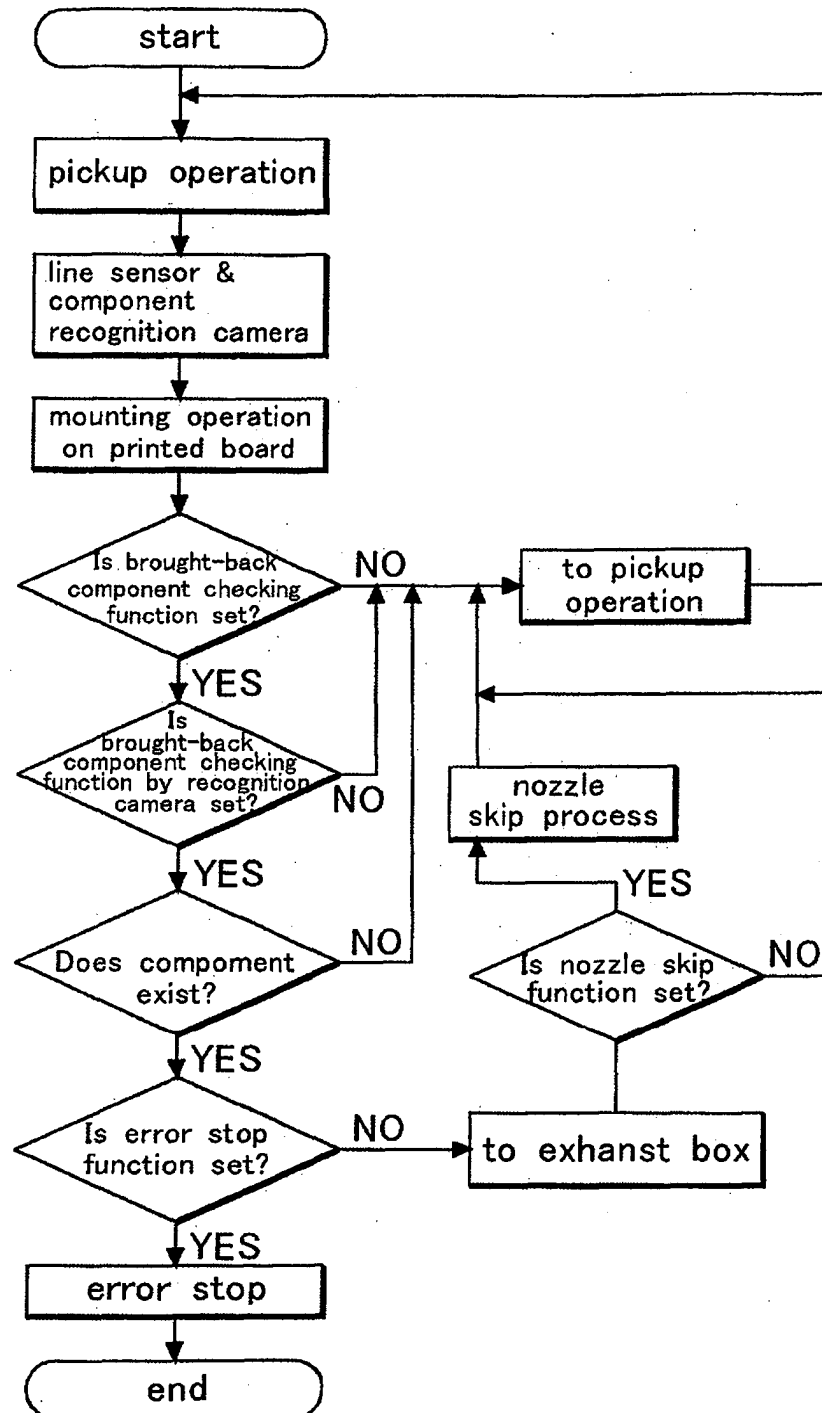 start
pickup operation
line sensor &
component
recognition camera
mounting operation
on printed board
Is brought-back
component checking
function set?
NO
to pickup
operation
YES
Is
brought-back
component checking
function by recognition
camera set?
NO
nozzle
skip process
YES
YES
Does compoment
exist?
NO
Is nozzle skip
function set?
NO
YES
Is error stop
function set?
NO
to exhanst box
YES
error stop
end